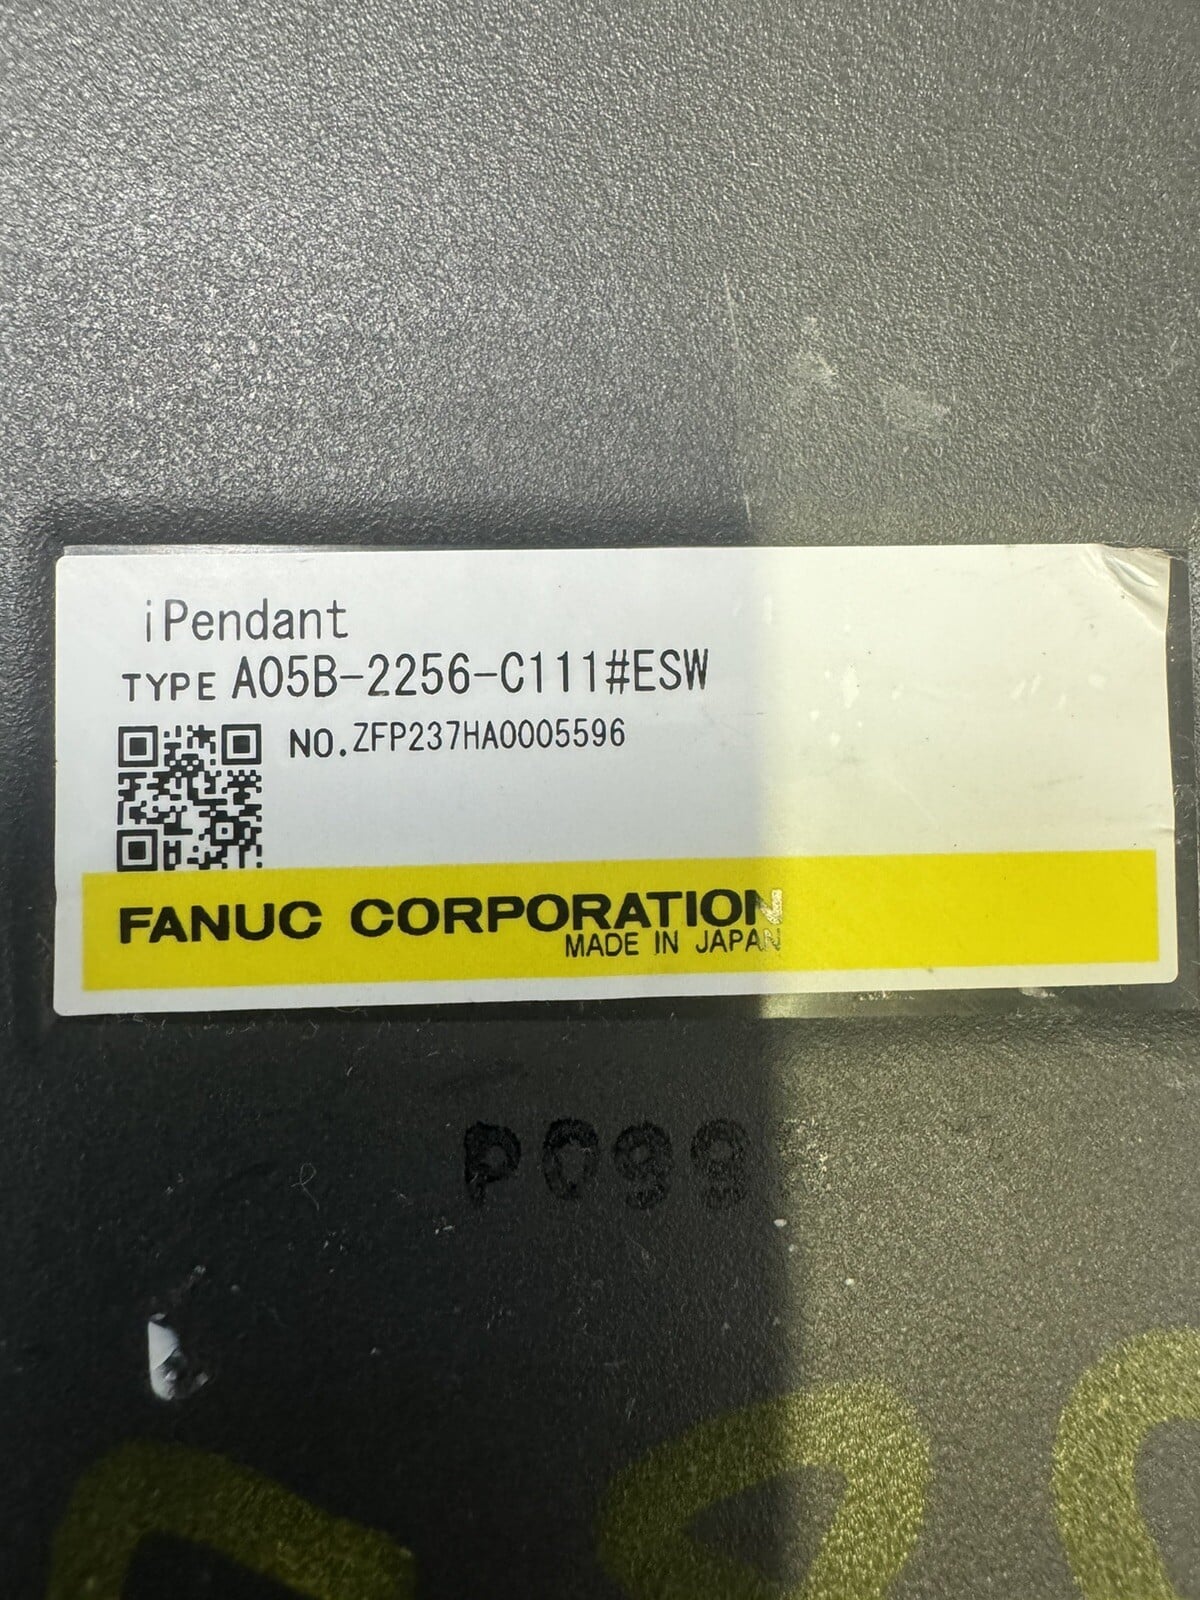 iPendant
TYPE A05B-2256-C111#ESW
NO.ZFP237HA0005596
FANUC CORPORATION
MADE IN JAPAN